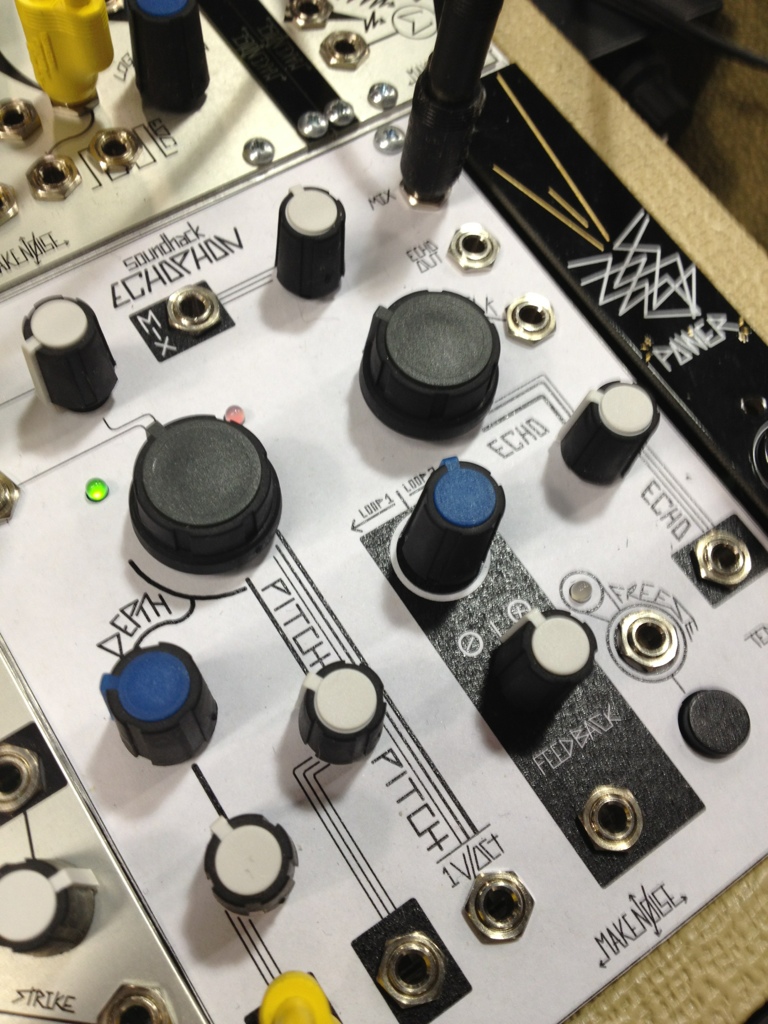 MAKENOISE
soundhack
ECHOPHON
MIX
MIX
ECHO
OUT
ECHO
ECHO
POWER
LOOP 1
LOOP 2
DEPTH
PITCH
PITCH
1V/OCT
FREEZE
FEEDBACK
MAKENOISE
STRIKE